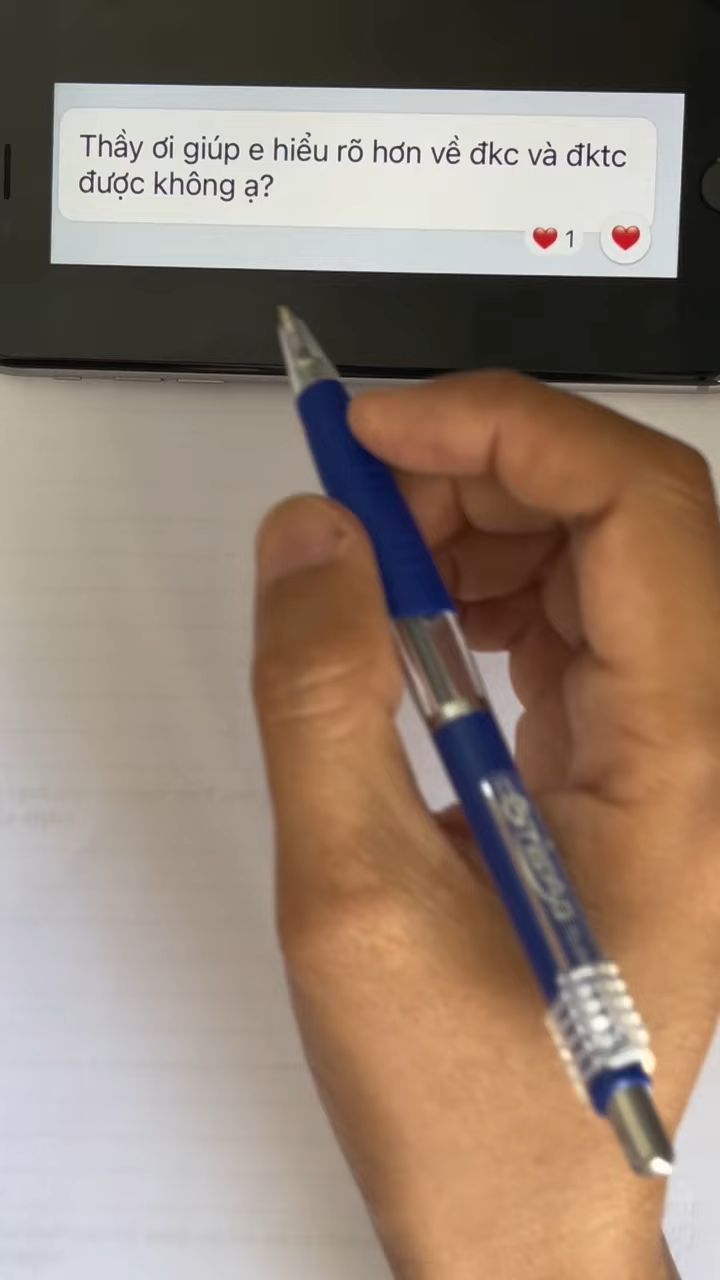 Thầy ơi giúp e hiểu rõ hơn về đkc và đktc
được không ạ?
1